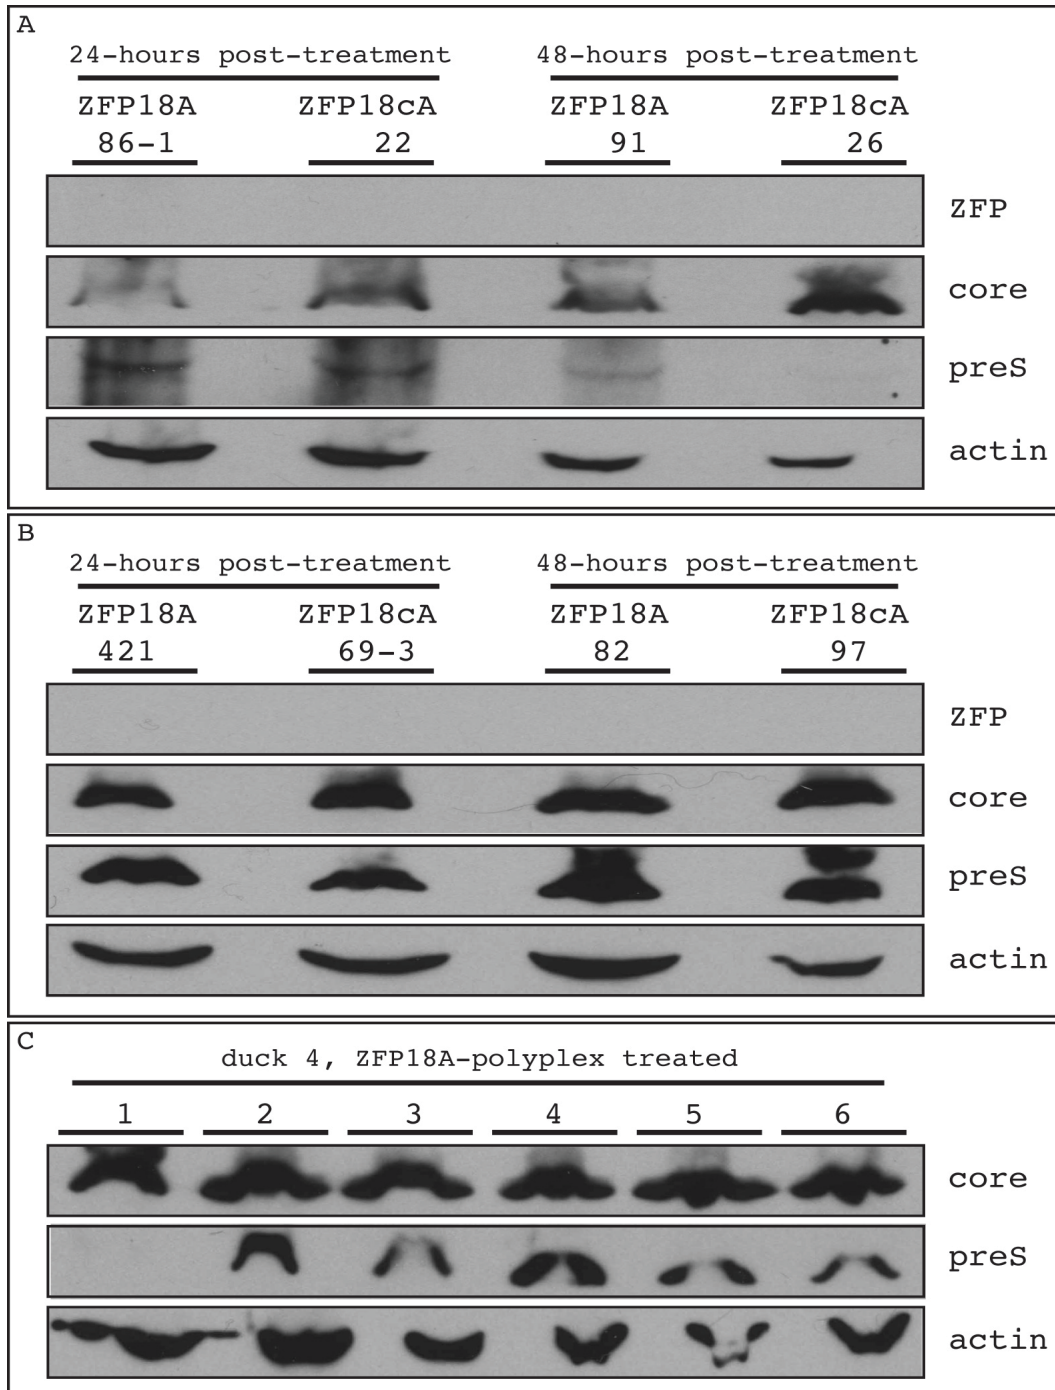 A
24-hours post-treatment 48-hours post-treatment
ZFP18A ZFP18cA ZFP18A ZFP18cA
86-1 22 91 26
ZFP
core
preS
actin
B
24-hours post-treatment 48-hours post-treatment
ZFP18A ZFP18cA ZFP18A ZFP18cA
421 69-3 82 97
ZFP
core
preS
actin
C
duck 4, ZFP18A-polyplex treated
1 2 3 4 5 6
core
preS
actin